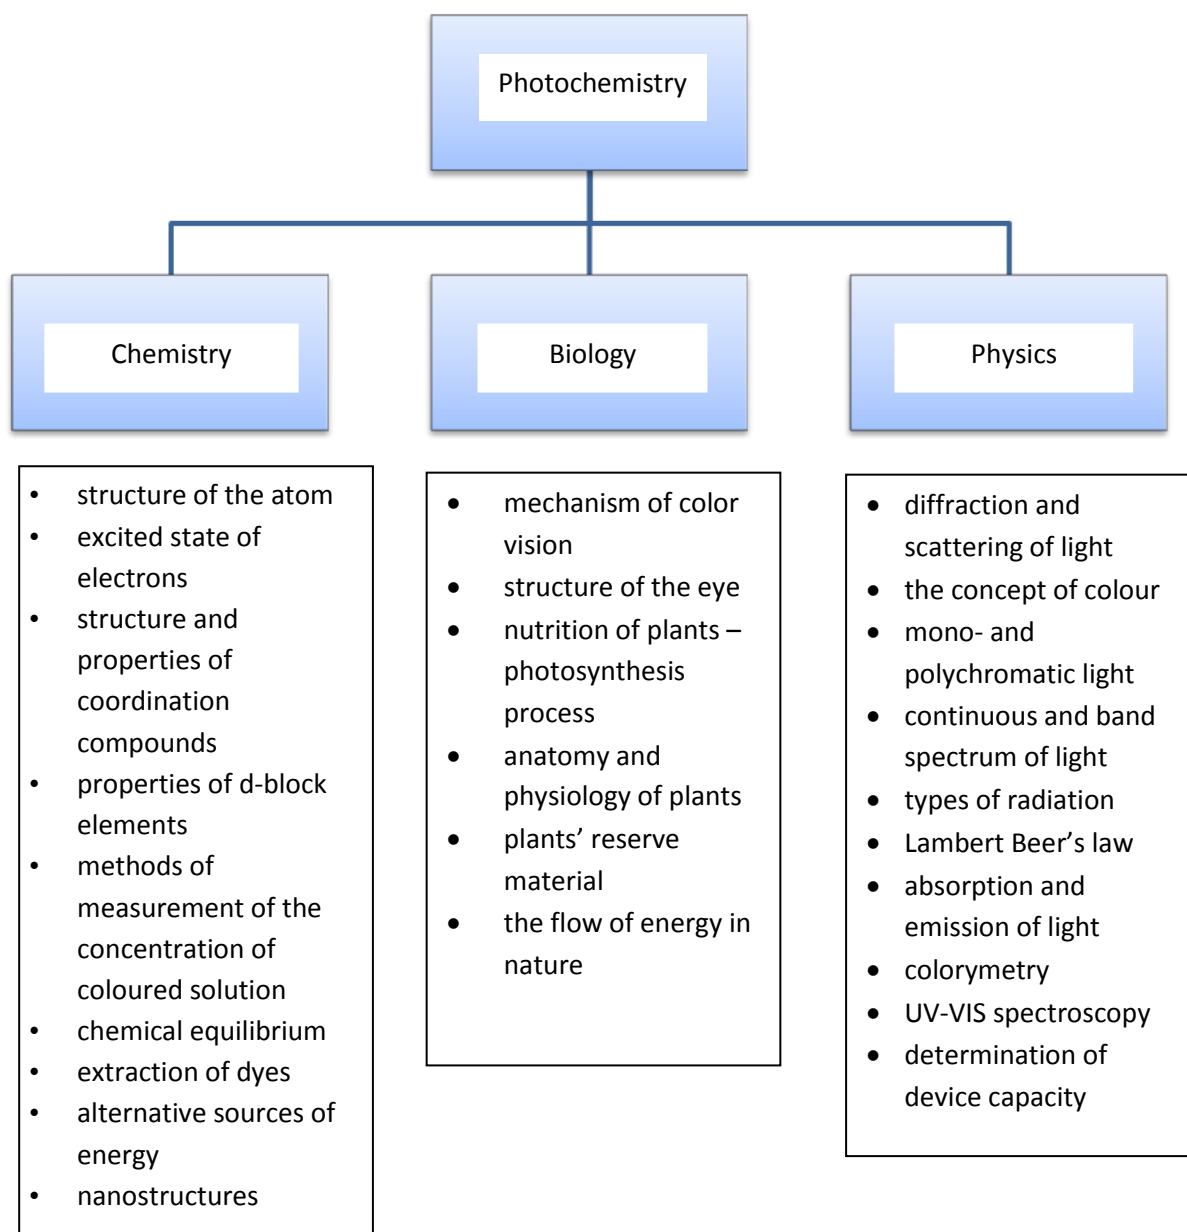 Photochemistry
Chemistry
Biology
Physics
• structure of the atom
• excited state of
electrons
• structure and
properties of
coordination
compounds
• properties of d-block
elements
• methods of
measurement of the
concentration of
coloured solution
• chemical equilibrium
• extraction of dyes
• alternative sources of
energy
• nanostructures
• mechanism of color
vision
• structure of the eye
• nutrition of plants –
photosynthesis
process
• anatomy and
physiology of plants
• plants’ reserve
material
• the flow of energy in
nature
• diffraction and
scattering of light
• the concept of colour
• mono- and
polychromatic light
• continuous and band
spectrum of light
• types of radiation
• Lambert Beer’s law
• absorption and
emission of light
• colorymetry
• UV-VIS spectroscopy
• determination of
device capacity